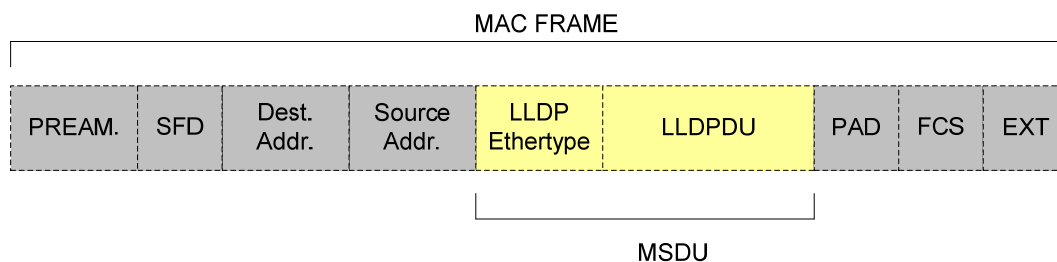 MAC FRAME
PREAM.
SFD
Dest.
Addr.
Source
Addr.
LLDP
Ethertype
LLDPDU
PAD
FCS
EXT
MSDU